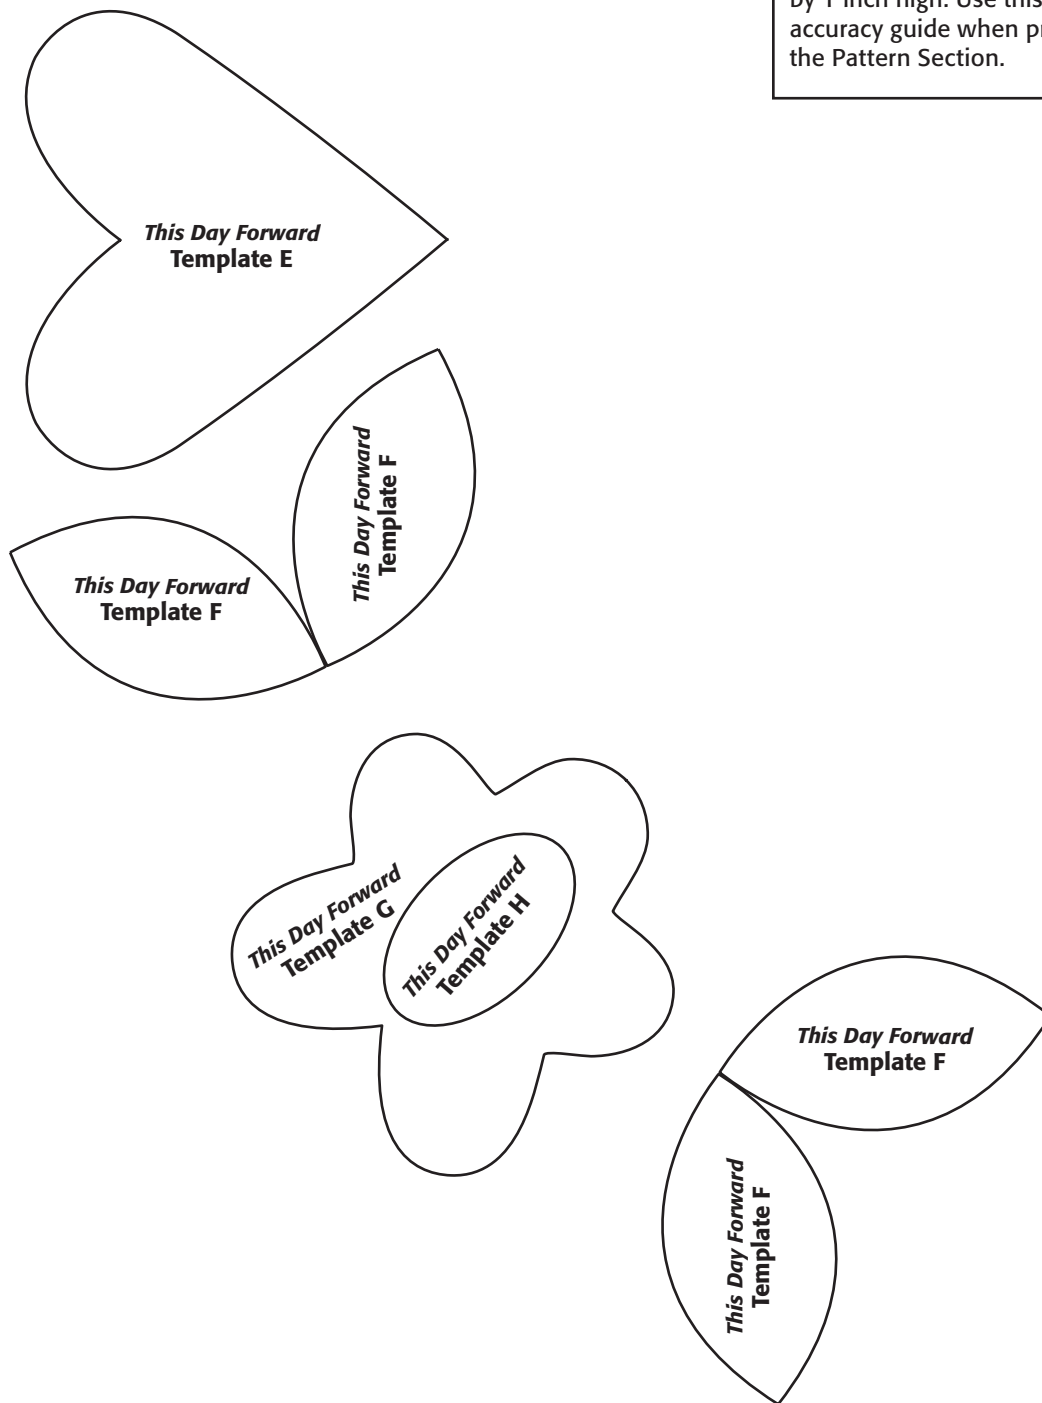 by 1 inch high. Use this
accuracy guide when
the Pattern Section.
This Day Forward
Template E
This Day Forward
Template F
This Day Forward
Template F
This Day Forward
Template G
This Day Forward
Template H
This Day Forward
Template F
This Day Forward
Template F